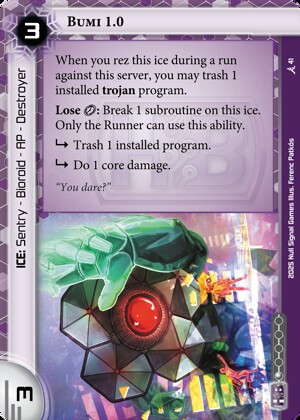 3
BUMI 1.0
When you rez this ice during a run
against this server, you may trash 1
installed trojan program.
Lose : Break 1 subroutine on this ice.
Only the Runner can use this ability.
Trash 1 installed program.
Do 1 core damage.
"You dare?"
ICE: Sentry - Bioroid - AP - Destroyer
41
2025 Null Signal Games Illus. Ferenc Patkós
3